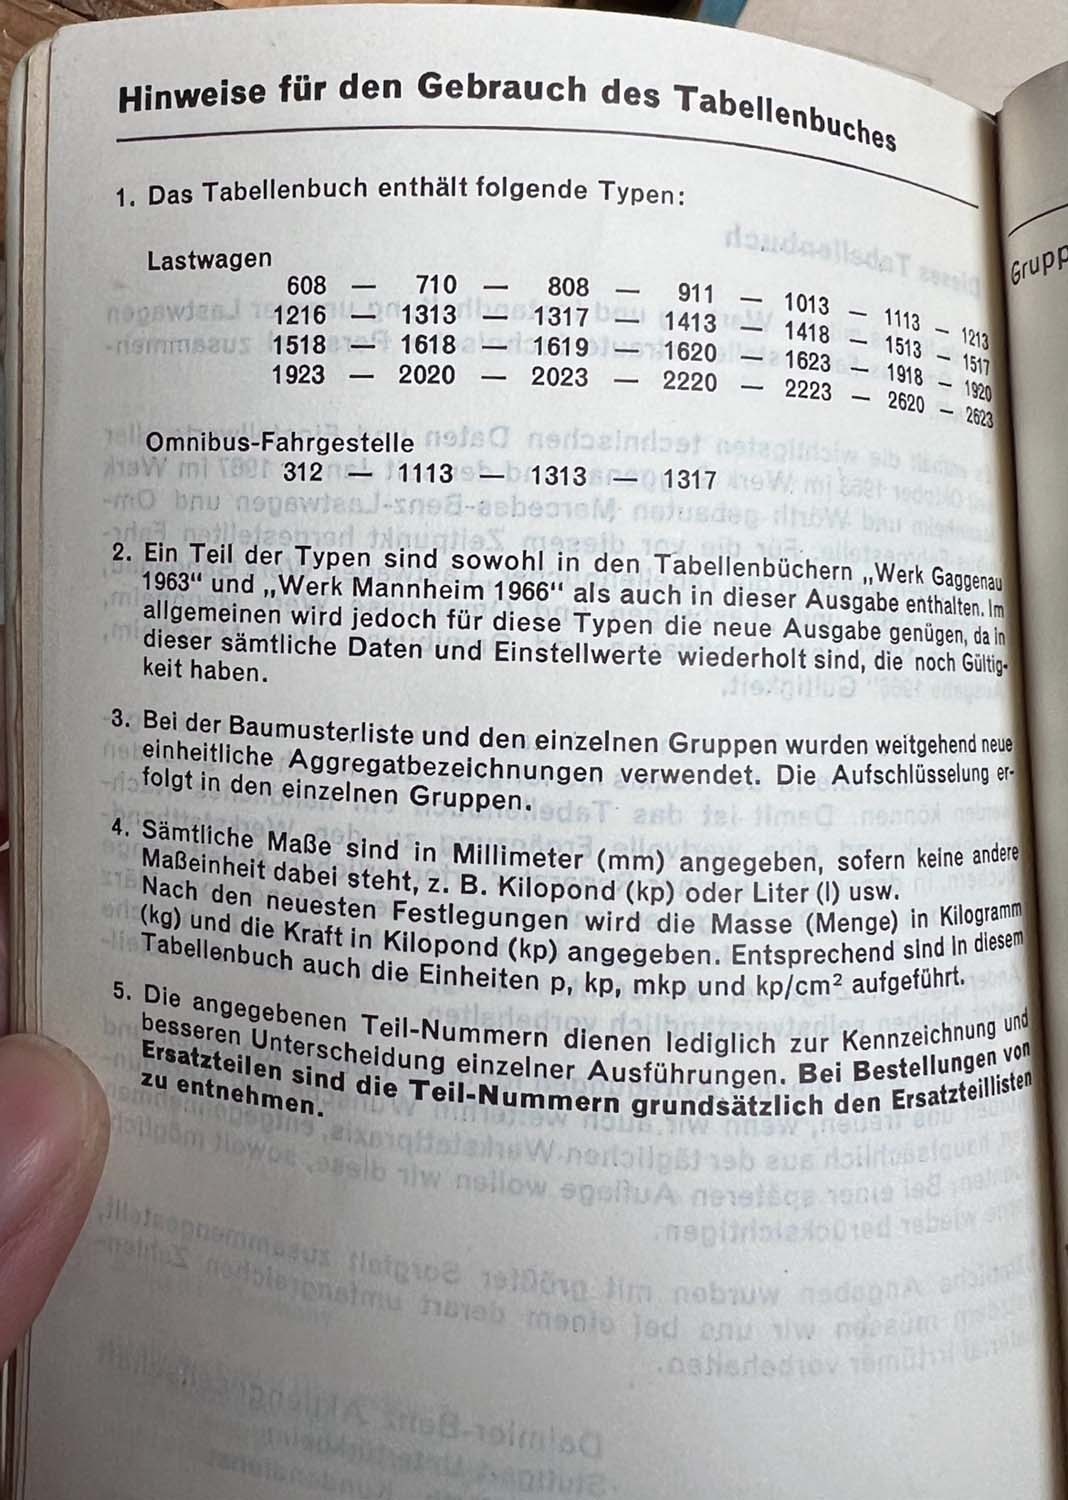 Hinweise für den Gebrauch des Tabellenbuches
1. Das Tabellenbuch enthält folgende Typen:
Lastwagen
608 — 710 — 808 — 911 — 1013 — 1113 — 1213
1216 — 1313 — 1317 — 1413 — 1418 — 1513 — 1517
1518 — 1618 — 1619 — 1620 — 1623 — 1918 — 1920
1923 — 2020 — 2023 — 2220 — 2223 — 2620 — 2623
Omnibus-Fahrgestelle
312 — 1113 — 1313 — 1317
2. Ein Teil der Typen sind sowohl in den Tabellenbüchern „Werk Gaggenau
1963“ und „Werk Mannheim 1966“ als auch in dieser Ausgabe enthalten. Im
allgemeinen wird jedoch für diese Typen die neue Ausgabe genügen, da in
dieser sämtliche Daten und Einstellwerte wiederholt sind, die noch Gültig-
keit haben.
3. Bei der Baumusterliste und den einzelnen Gruppen wurden weitgehend neue
einheitliche Aggregatbezeichnungen verwendet. Die Aufschlüsselung er-
folgt in den einzelnen Gruppen.
4. Sämtliche Maße sind in Millimeter (mm) angegeben, sofern keine andere
Maßeinheit dabei steht, z. B. Kilopond (kp) oder Liter (l) usw.
Nach den neuesten Festlegungen wird die Masse (Menge) in Kilogramm
(kg) und die Kraft in Kilopond (kp) angegeben. Entsprechend sind in diesem
Tabellenbuch auch die Einheiten p, kp, mkp und kp/cm² aufgeführt.
5. Die angegebenen Teil-Nummern dienen lediglich zur Kennzeichnung und
besseren Unterscheidung einzelner Ausführungen. Bei Bestellungen von
Ersatzteilen sind die Teil-Nummern grundsätzlich den Ersatzteillisten
zu entnehmen.
Grupp